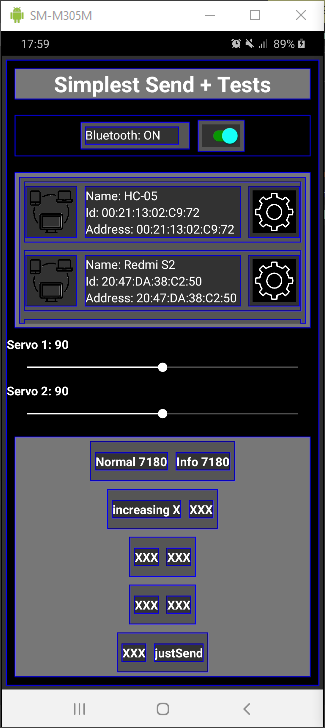 SM-M305M
17:59
89%
Simplest Send + Tests
Bluetooth: ON
Name: HC-05
Id: 00:21:13:02:C9:72
Address: 00:21:13:02:C9:72
Name: Redmi S2
Id: 20:47:DA:38:C2:50
Address: 20:47:DA:38:C2:50
Servo 1: 90
Servo 2: 90
Normal 7180 Info 7180
increasing X XXX
XXX XXX
XXX XXX
XXX justSend